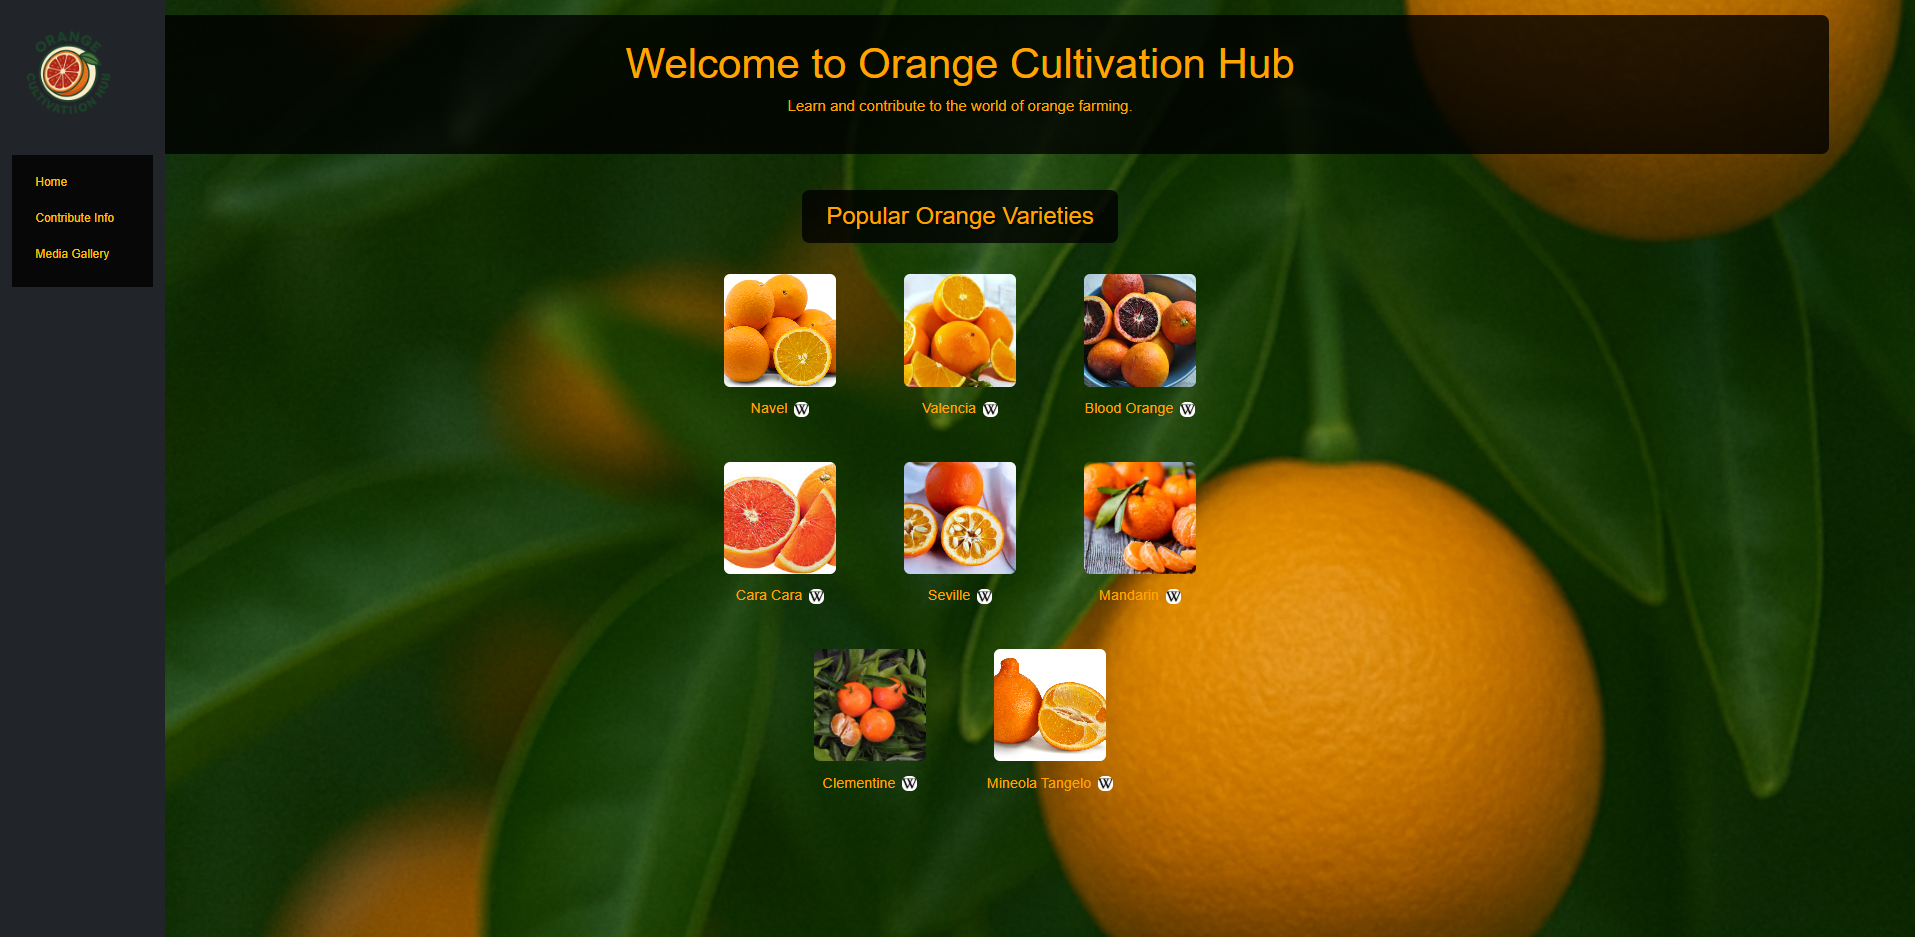 ORANGE
CULTIVATIION HUB
Welcome to Orange Cultivation Hub
Learn and contribute to the world of orange farming.
Home
Contribute Info
Media Gallery
Popular Orange Varieties
Navel W
Valencia W
Blood Orange W
Cara Cara W
Seville W
Mandarin W
Clementine W
Mineola Tangelo W